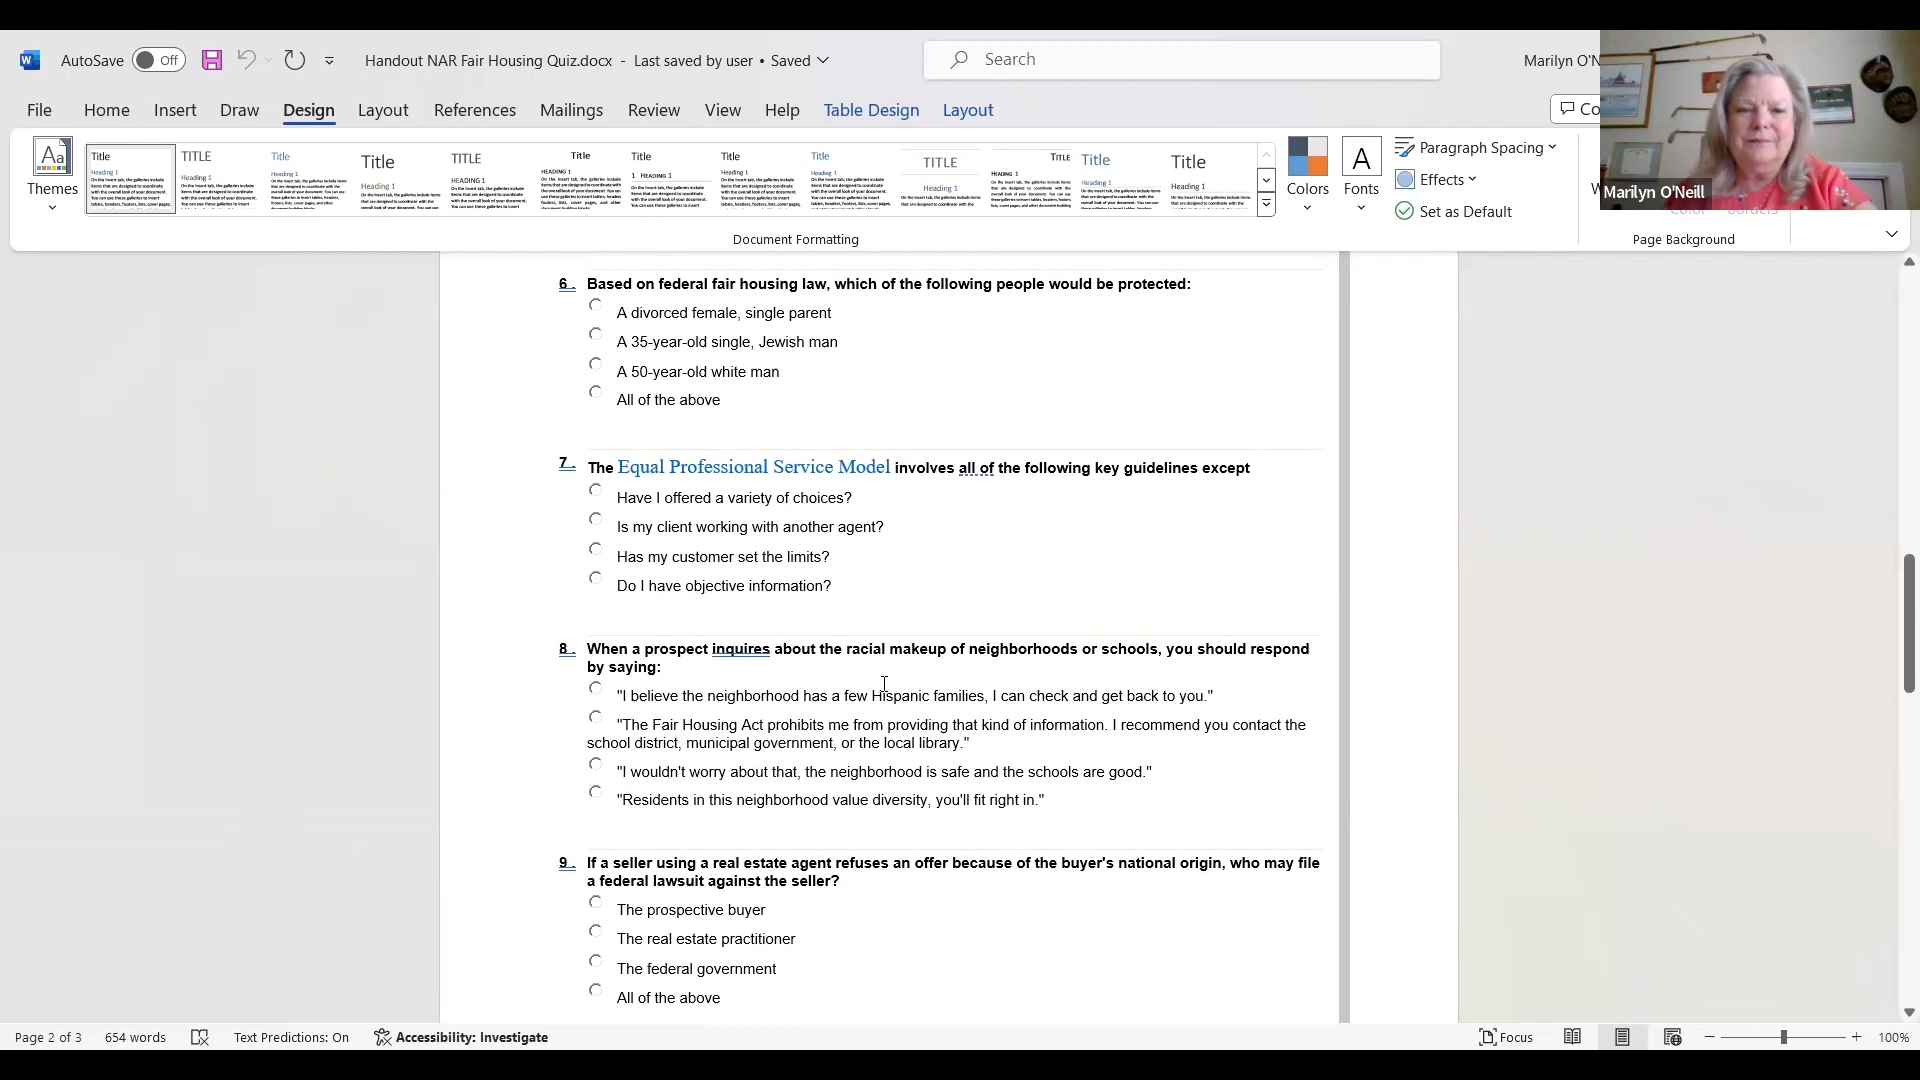 AutoSave Off Handout NAR Fair Housing Quiz.docx - Last saved by user • Saved Search Marilyn O'N
File Home Insert Draw Design Layout References Mailings Review View Help Table Design Layout Co
Marilyn O'Neill
Themes
Colors
Fonts
Paragraph Spacing
Effects
Set as Default
Document Formatting
Page Background
6. Based on federal fair housing law, which of the following people would be protected:
A divorced female, single parent
A 35-year-old single, Jewish man
A 50-year-old white man
All of the above
7. The Equal Professional Service Model involves all of the following key guidelines except
Have I offered a variety of choices?
Is my client working with another agent?
Has my customer set the limits?
Do I have objective information?
8. When a prospect inquires about the racial makeup of neighborhoods or schools, you should respond
by saying:
"I believe the neighborhood has a few Hispanic families, I can check and get back to you."
"The Fair Housing Act prohibits me from providing that kind of information. I recommend you contact the
school district, municipal government, or the local library."
"I wouldn't worry about that, the neighborhood is safe and the schools are good."
"Residents in this neighborhood value diversity, you'll fit right in."
9. If a seller using a real estate agent refuses an offer because of the buyer's national origin, who may file
a federal lawsuit against the seller?
The prospective buyer
The real estate practitioner
The federal government
All of the above
Page 2 of 3 654 words Text Predictions: On Accessibility: Investigate Focus 100%